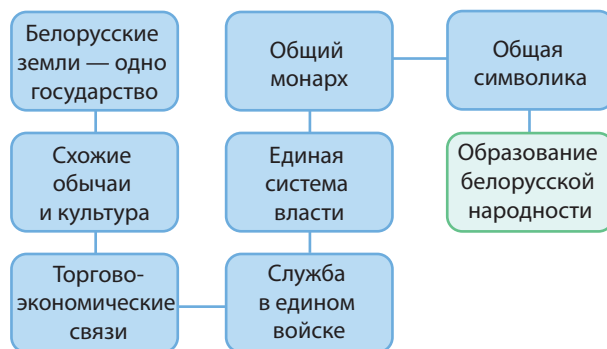 Белорусские
земли — одно
государство
Схожие
обычаи
и культура
Торгово-
экономические
связи
Служба
в едином
войске
Единая
система
власти
Общий
монарх
Общая
символика
Образование
белорусской
народности